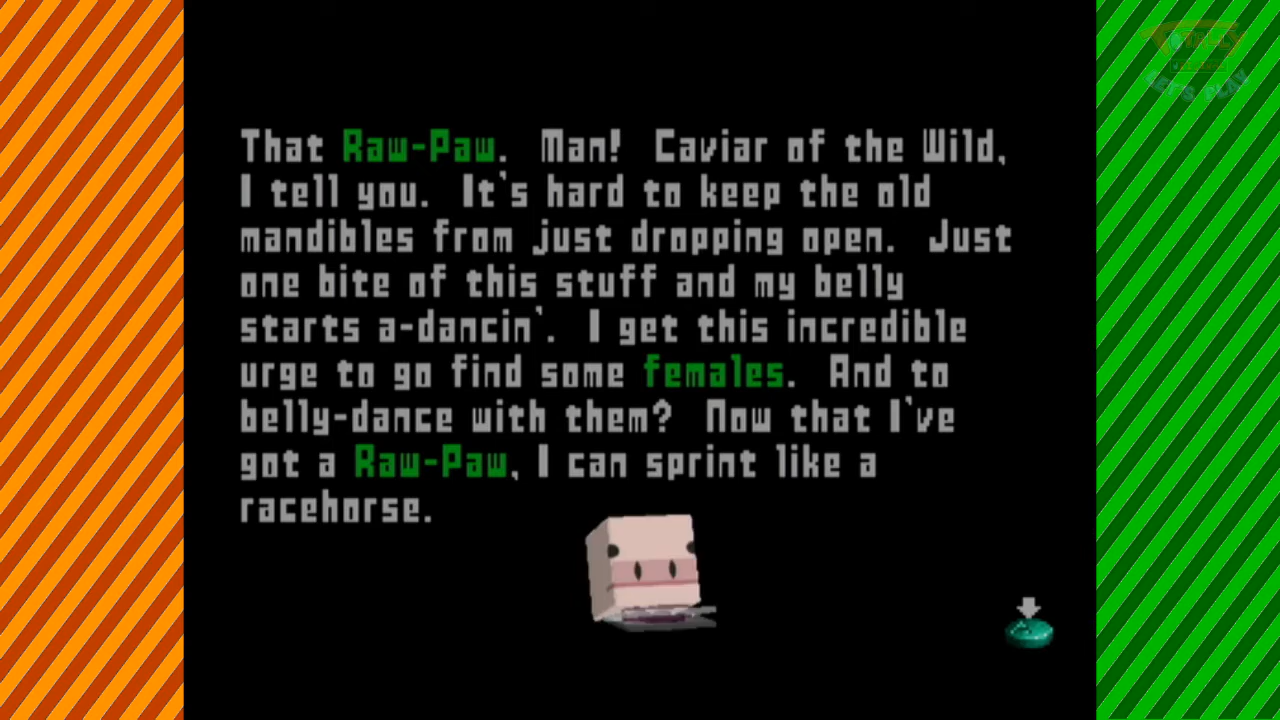 That Raw-Paw. Man! Caviar of the Wild,
I tell you. It's hard to keep the old
mandibles from just dropping open. Just
one bite of this stuff and my belly
starts a-dancin'. I get this incredible
urge to go find some females. And to
belly-dance with them? Now that I've
got a Raw-Paw, I can sprint like a
racehorse.
LET'S PLAY